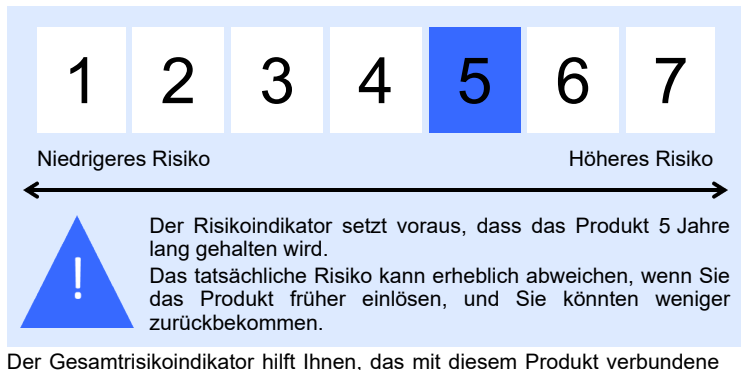 1 2 3 4 5 6 7
Niedrigeres Risiko Höheres Risiko
!
Der Risikoindikator setzt voraus, dass das Produkt 5 Jahre
lang gehalten wird.
Das tatsächliche Risiko kann erheblich abweichen, wenn Sie
das Produkt früher einlösen, und Sie könnten weniger
zurückbekommen.
Der Gesamtrisikoindikator hilft Ihnen, das mit diesem Produkt verbundene